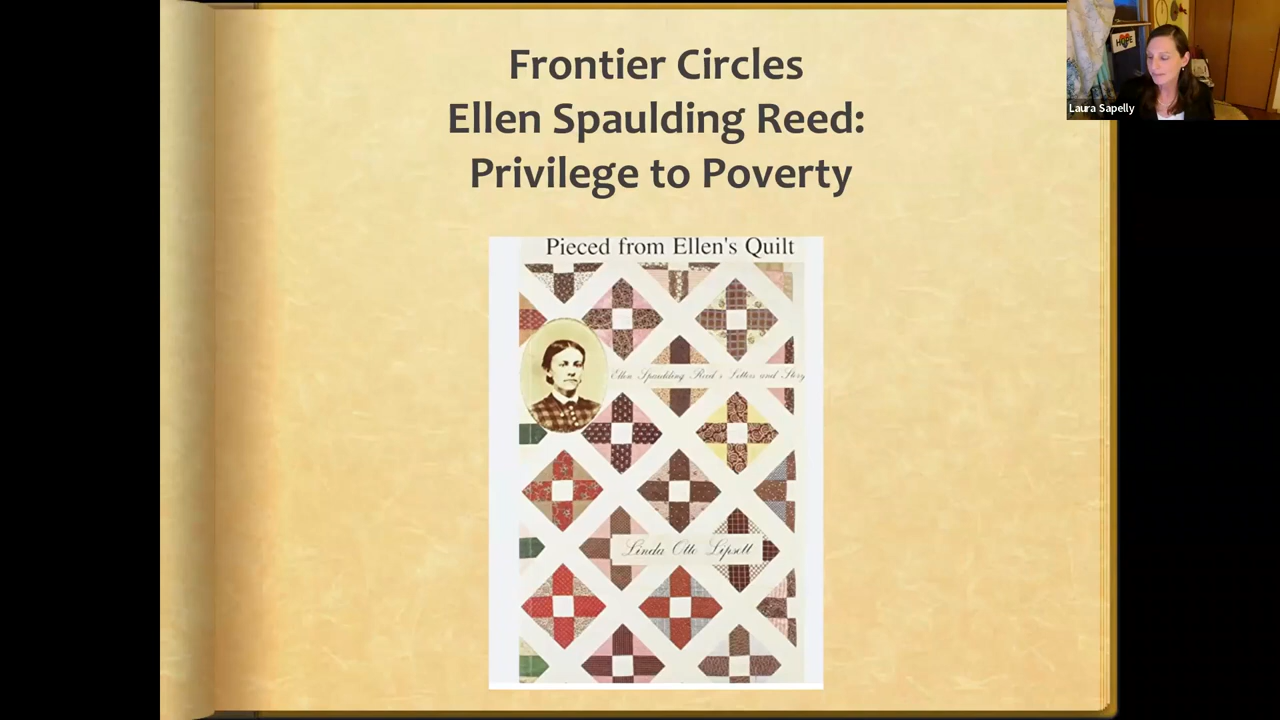 Frontier Circles
Ellen Spaulding Reed:
Privilege to Poverty
Laura Sapelly
HOPE
Pieced from Ellen's Quilt
Ellen Spaulding Reed's Letters and Story
Linda Otto Lipsett